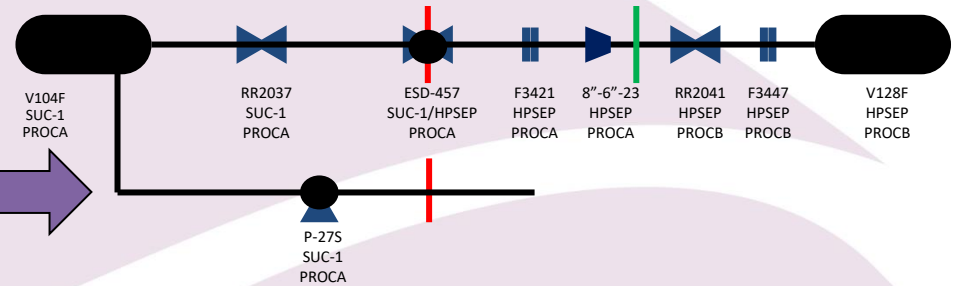 V104F
SUC-1
PROCA
RR2037
SUC-1
PROCA
ESD-457
SUC-1/HPSEP
PROCA
F3421
HPSEP
PROCA
8”-6”-23
HPSEP
PROCA
RR2041
HPSEP
PROCB
F3447
HPSEP
PROCB
V128F
HPSEP
PROCB
P-27S
SUC-1
PROCA